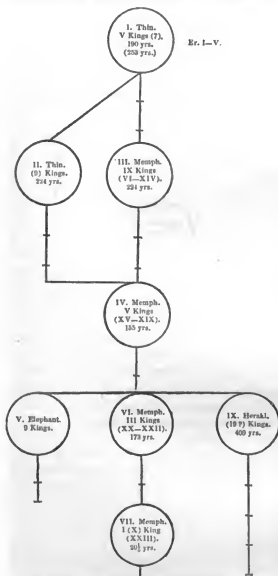 I. Thin.
V Kings (7),
190 yrs.
(253 yrs.)
Er. I—V.
II. Thin.
(9) Kings.
224 yrs.
III. Memph.
IX Kings
(VI—XIV).
224 yrs.
IV. Memph.
V Kings
(XV—XIX).
155 yrs.
V. Elephant.
9 Kings.
VI. Memph.
III Kings
(XX—XXII).
173 yrs.
IX. Herakl.
(19?) Kings.
409 yrs.
VII. Memph.
I (X) King
(XXIII).
20½ yrs.